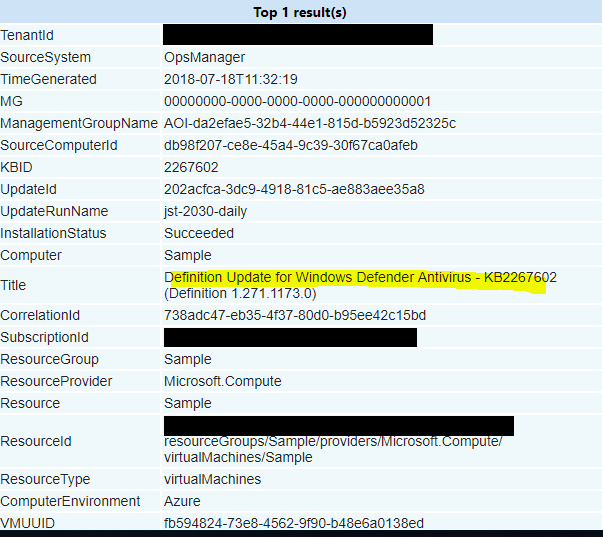 Top 1 result(s)
TenantId
SourceSystem OpsManager
TimeGenerated 2018-07-18T11:32:19
MG 00000000-0000-0000-0000-000000000001
ManagementGroupName AOI-da2efae5-32b4-44e1-815d-b5923d52325c
SourceComputerId db98f207-ce8e-45a4-9c39-30f67ca0afeb
KBID 2267602
UpdateId 202acfca-3dc9-4918-81c5-ae883aee35a8
UpdateRunName jst-2030-daily
InstallationStatus Succeeded
Computer Sample
Title Definition Update for Windows Defender Antivirus - KB2267602
(Definition 1.271.1173.0)
CorrelationId 738adc47-eb35-4f37-80d0-b95ee42c15bd
SubscriptionId
ResourceGroup Sample
ResourceProvider Microsoft.Compute
Resource Sample
ResourceId resourceGroups/Sample/providers/Microsoft.Compute/
virtualMachines/Sample
ResourceType virtualMachines
ComputerEnvironment Azure
VMUUID fb594824-73e8-4562-9f90-b48e6a0138ed